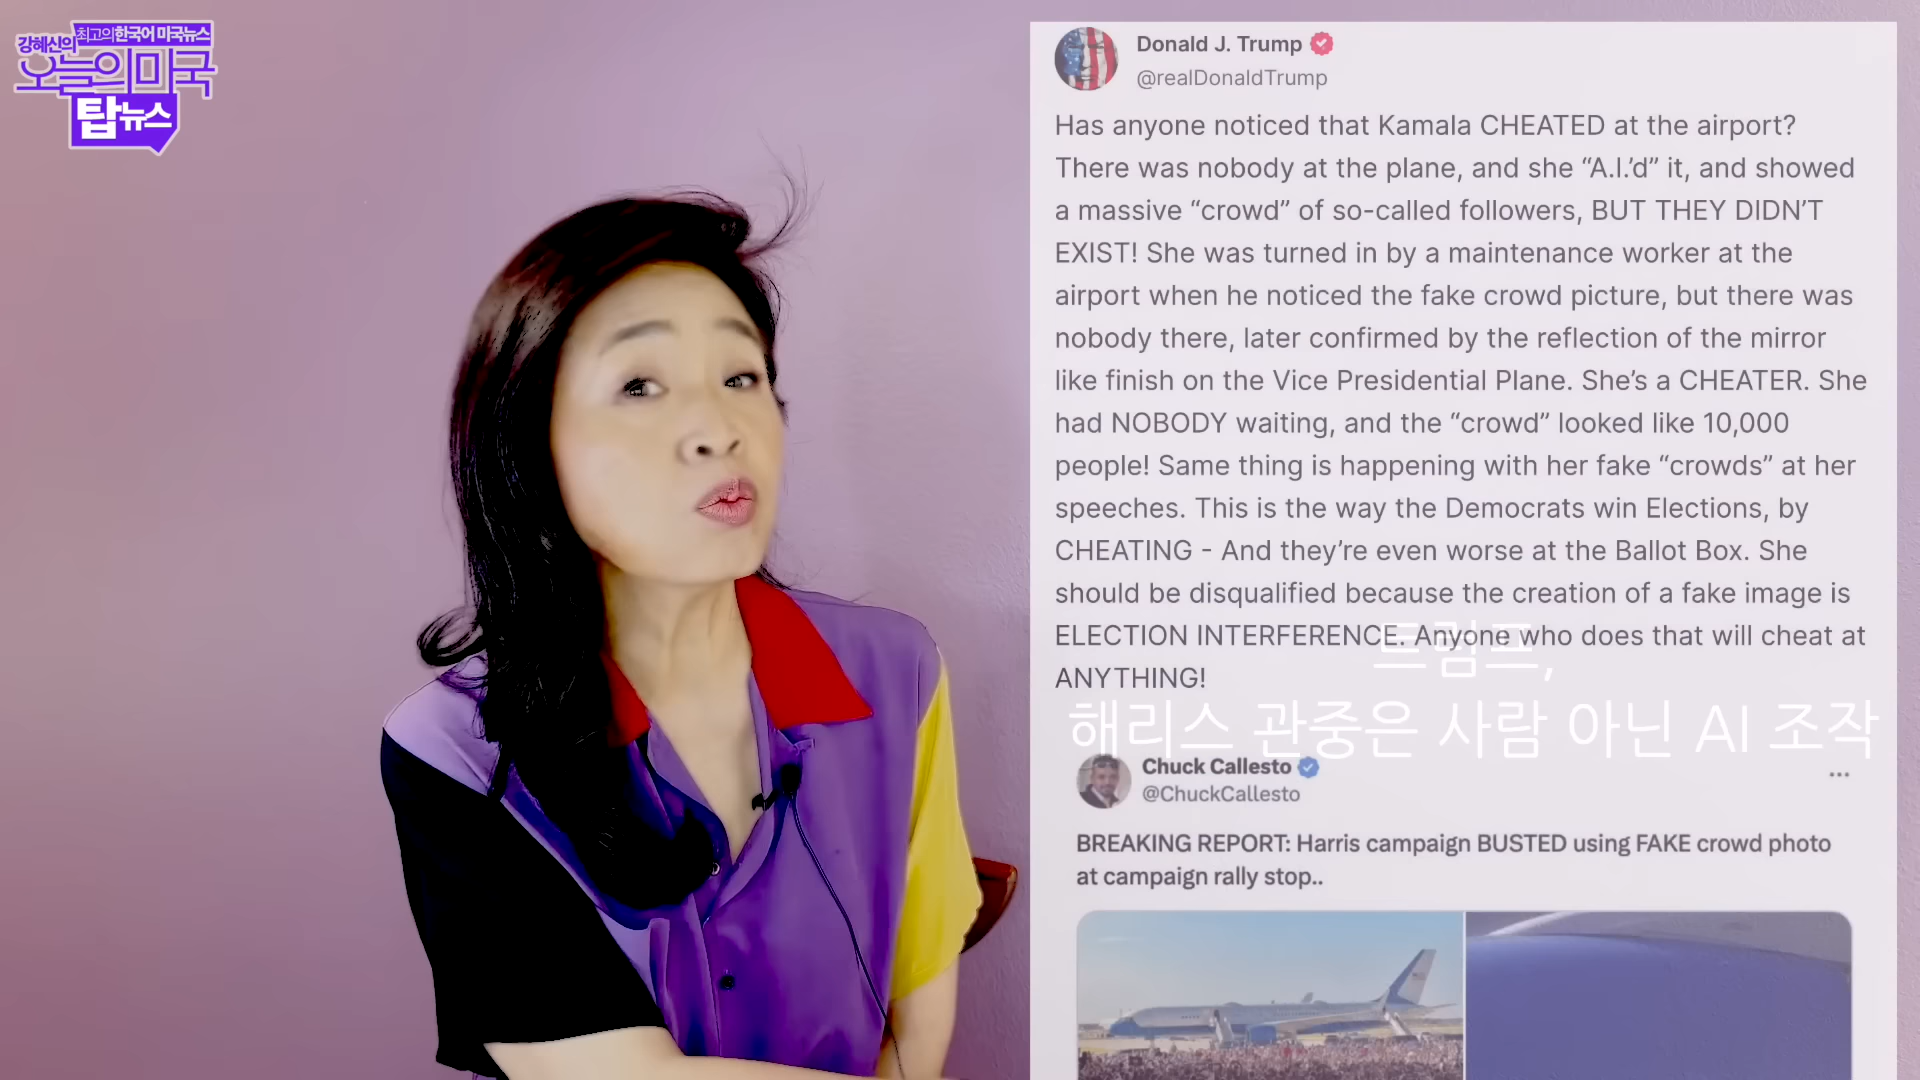 최고의 한국어 미국뉴스
강혜신의
오늘의 미국
탑뉴스
Donald J. Trump
@realDonaldTrump
Has anyone noticed that Kamala CHEATED at the airport?
There was nobody at the plane, and she “A.I.’d” it, and showed
a massive “crowd” of so-called followers, BUT THEY DIDN’T
EXIST! She was turned in by a maintenance worker at the
airport when he noticed the fake crowd picture, but there was
nobody there, later confirmed by the reflection of the mirror
like finish on the Vice Presidential Plane. She’s a CHEATER. She
had NOBODY waiting, and the “crowd” looked like 10,000
people! Same thing is happening with her fake “crowds” at her
speeches. This is the way the Democrats win Elections, by
CHEATING - And they’re even worse at the Ballot Box. She
should be disqualified because the creation of a fake image is
ELECTION INTERFERENCE. Anyone who does that will cheat at
ANYTHING!
트럼프,
해리스 관중은 사람 아닌 AI 조작
Chuck Callesto
@ChuckCallesto
BREAKING REPORT: Harris campaign BUSTED using FAKE crowd photo
at campaign rally stop..